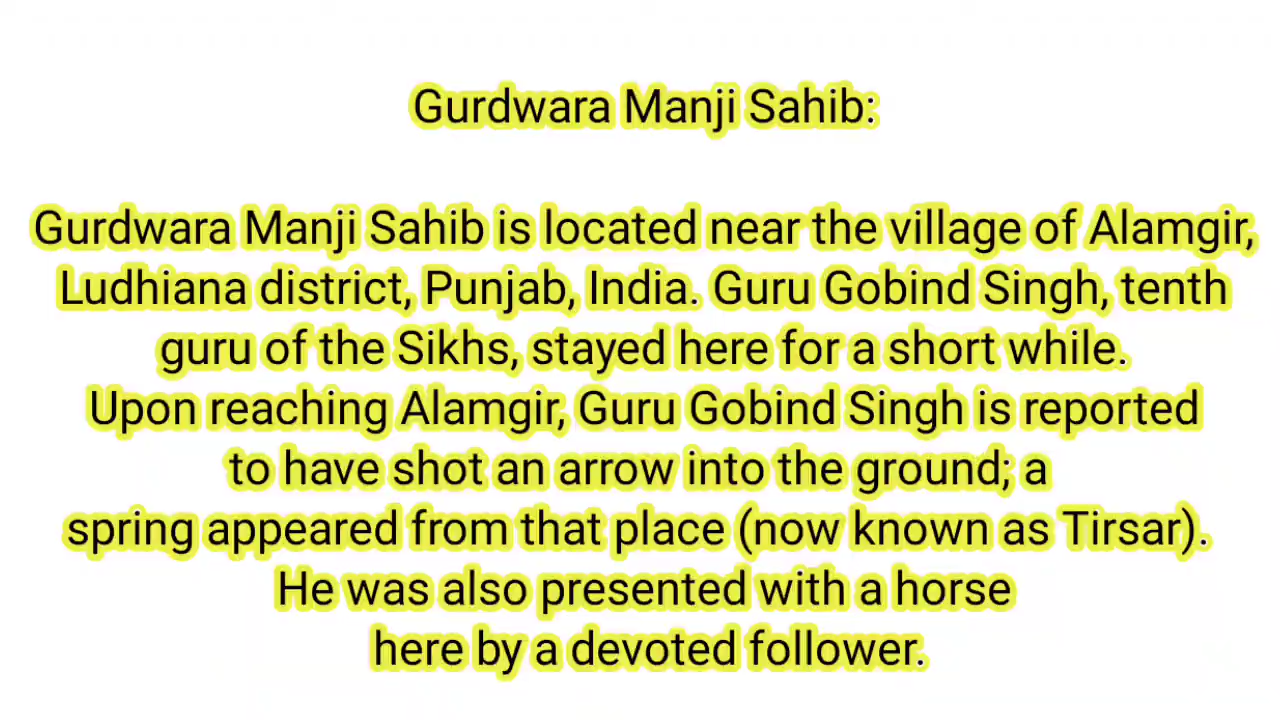 Gurdwara Manji Sahib:
Gurdwara Manji Sahib is located near the village of Alamgir,
Ludhiana district, Punjab, India. Guru Gobind Singh, tenth
guru of the Sikhs, stayed here for a short while.
Upon reaching Alamgir, Guru Gobind Singh is reported
to have shot an arrow into the ground; a
spring appeared from that place (now known as Tirsar).
He was also presented with a horse
here by a devoted follower.